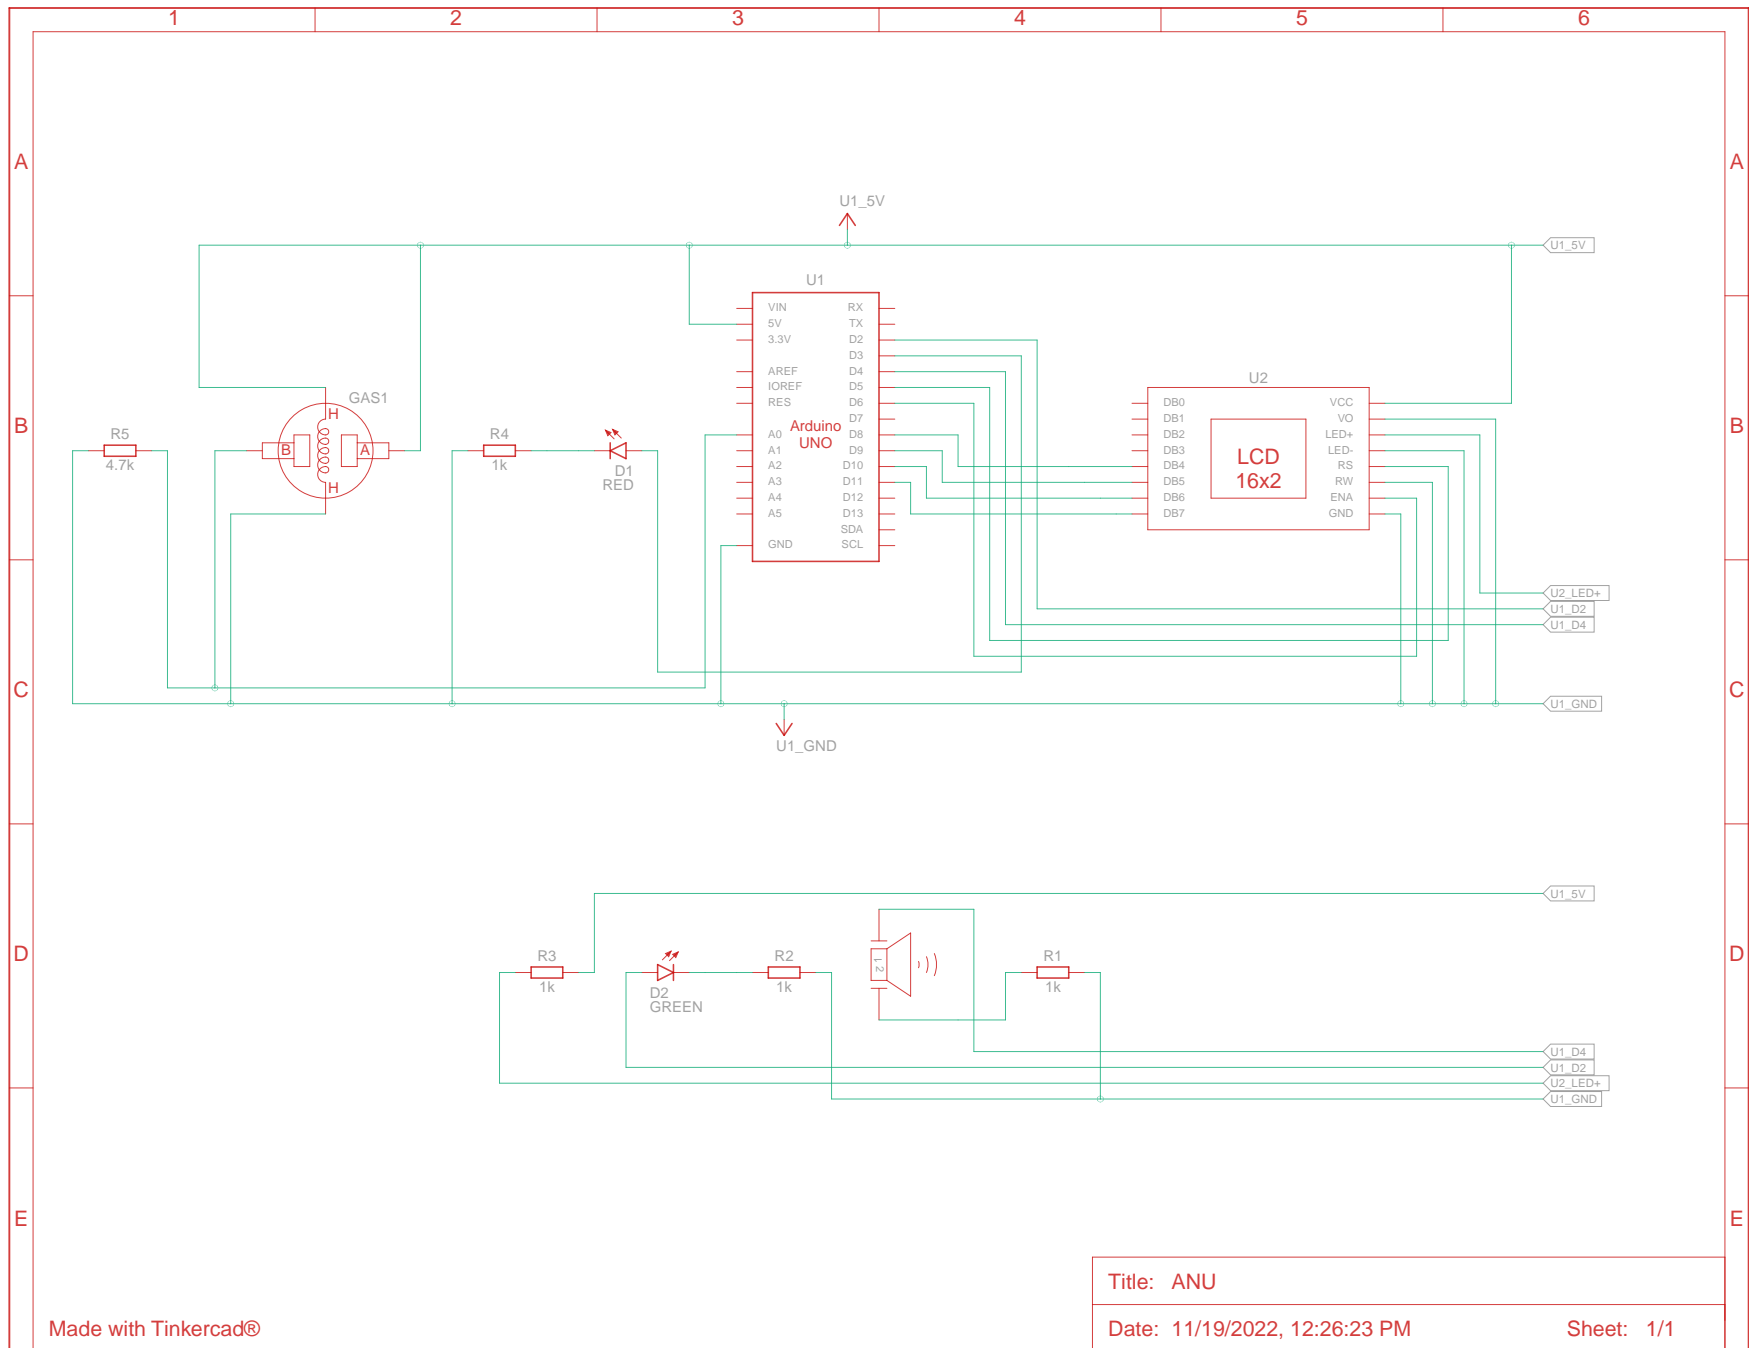 1 2 3 4 5 6
A A
U1_5V
U1_5V
U1
VIN RX
5V TX
3.3V D2
D3
AREF D4
IOREF D5
RES D6
D7
A0 D8
A1 D9
A2 D10
A3 D11
A4 D12
A5 D13
SDA
GND SCL
Arduino
UNO
U2
DB0 VCC
DB1 VO
DB2 LED+
DB3 LED-
DB4 RS
DB5 RW
DB6 ENA
DB7 GND
LCD
16x2
B B
GAS1
H
B A
H
R5
4.7k
R4
1k
D1
RED
U2_LED+
U1_D2
U1_D4
C C
U1_GND
U1_GND
U1_5V
D D
R3
1k
D2
GREEN
R2
1k
1 2
R1
1k
U1_D4
U1_D2
U2_LED+
U1_GND
E E
Title: ANU
Made with Tinkercad®
Date: 11/19/2022, 12:26:23 PM Sheet: 1/1